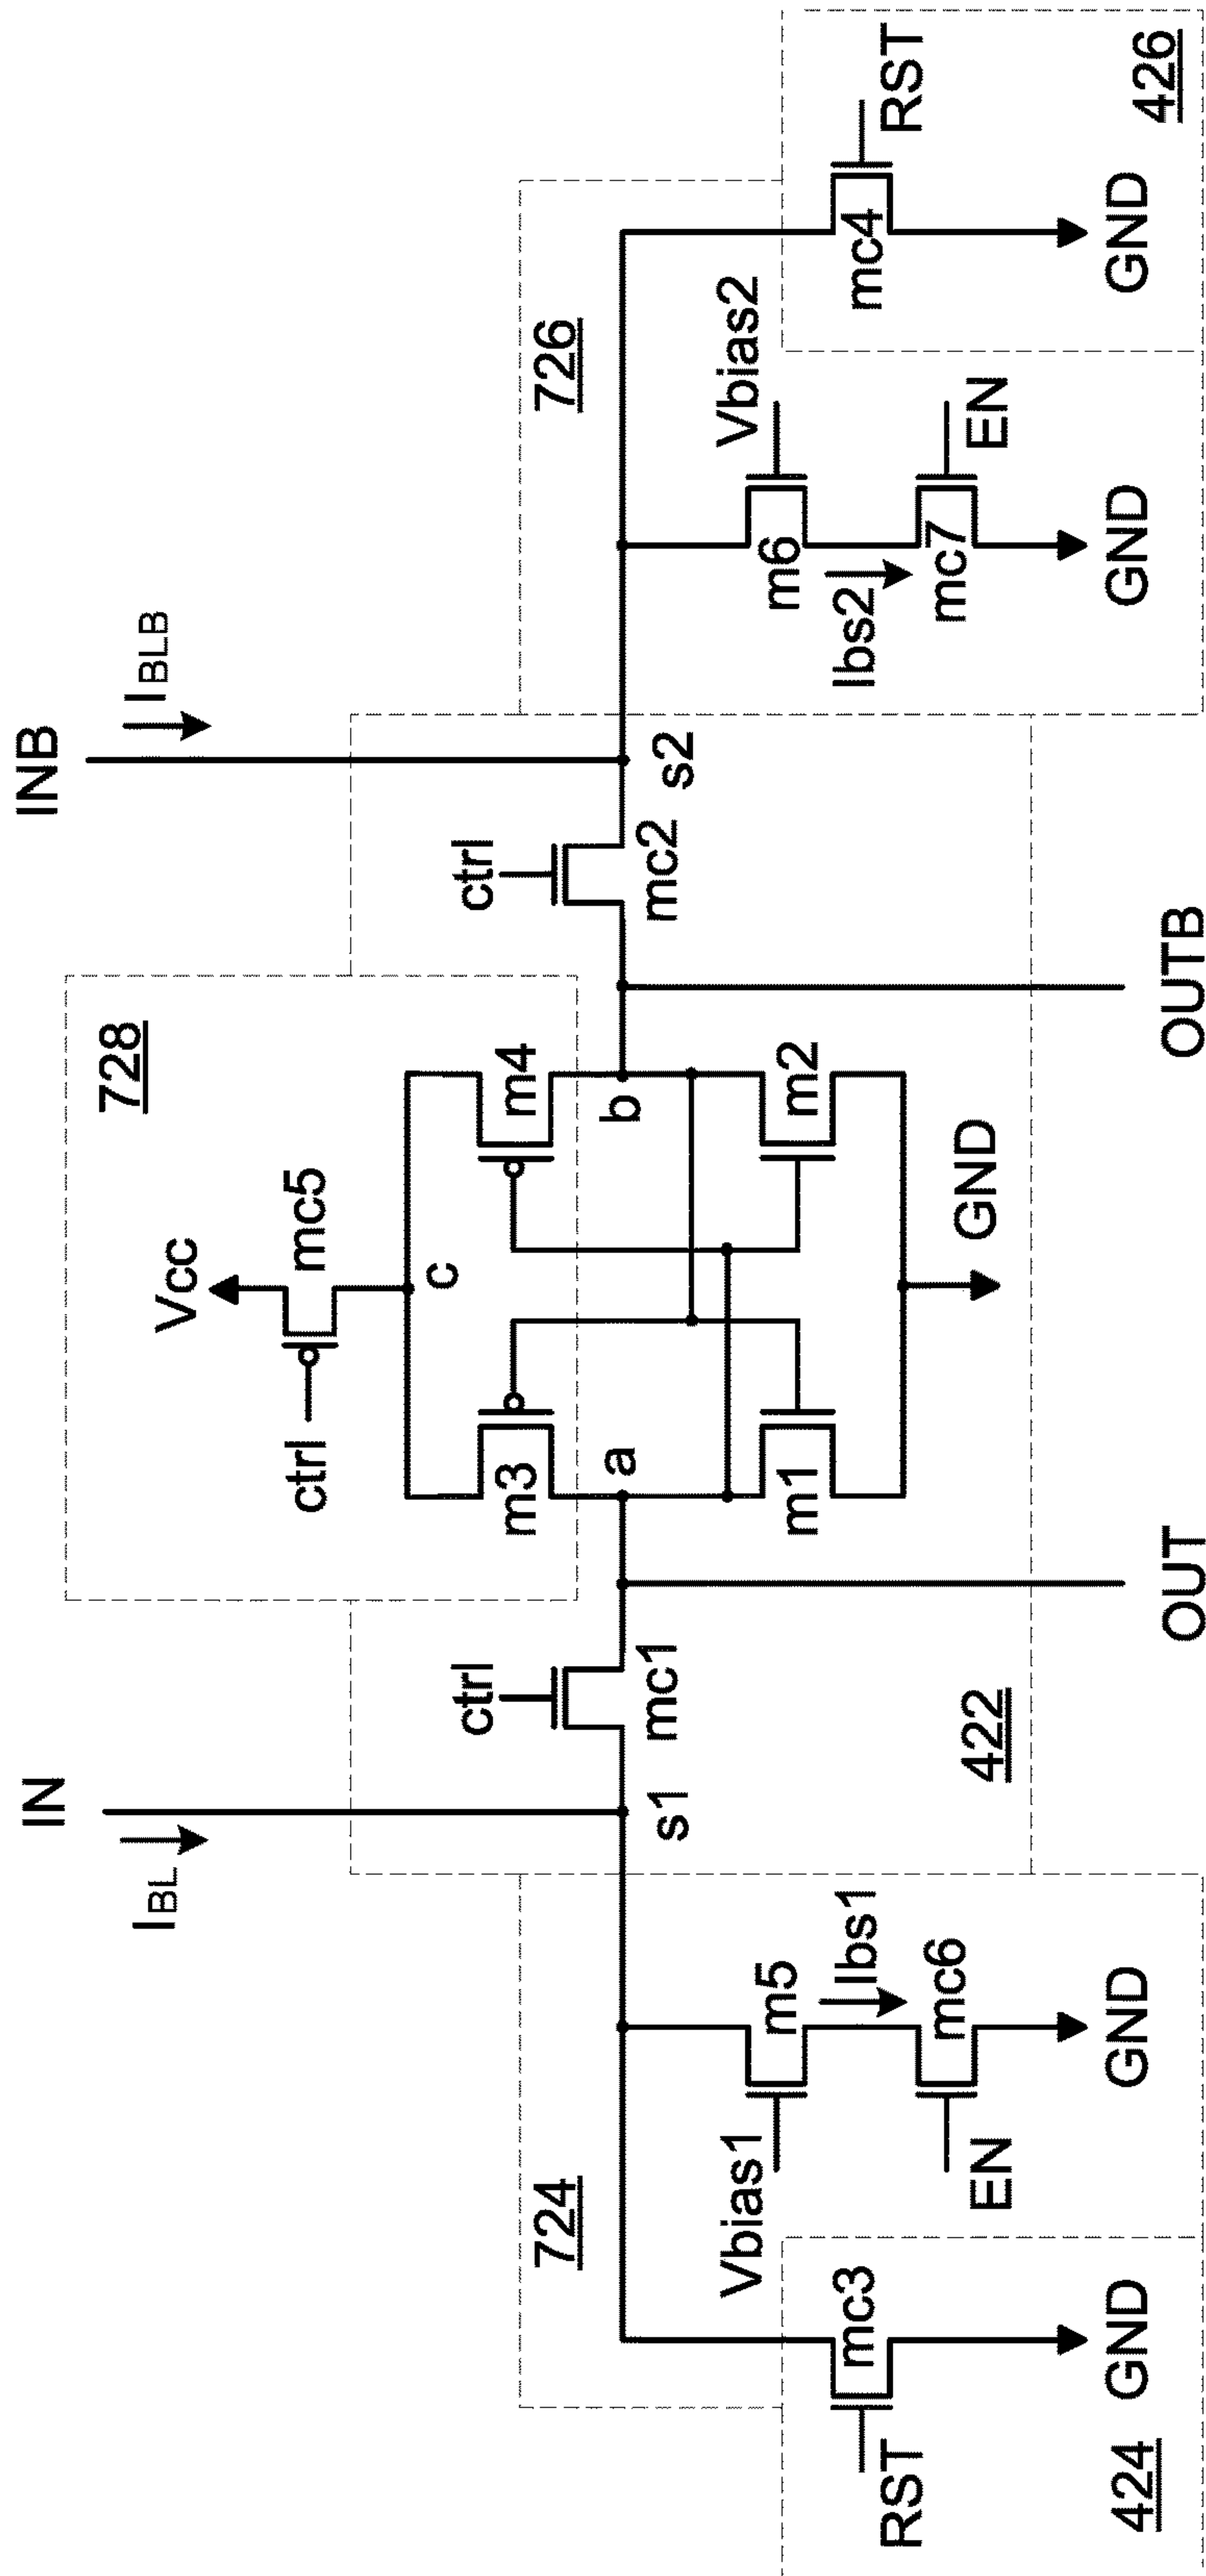 IN
INB
I BL
I BLB
728
Vcc
ctrl
mc5
c
ctrl
ctrl
m3
m4
724
726
s1
mc1
a
b
mc2
s2
Vbias1
m5
m1
m2
m6
Vbias2
Ibs1
Ibs2
RST
mc3
EN
mc6
422
GND
mc7
EN
mc4
RST
424
GND
GND
GND
GND
426
OUT
OUTB